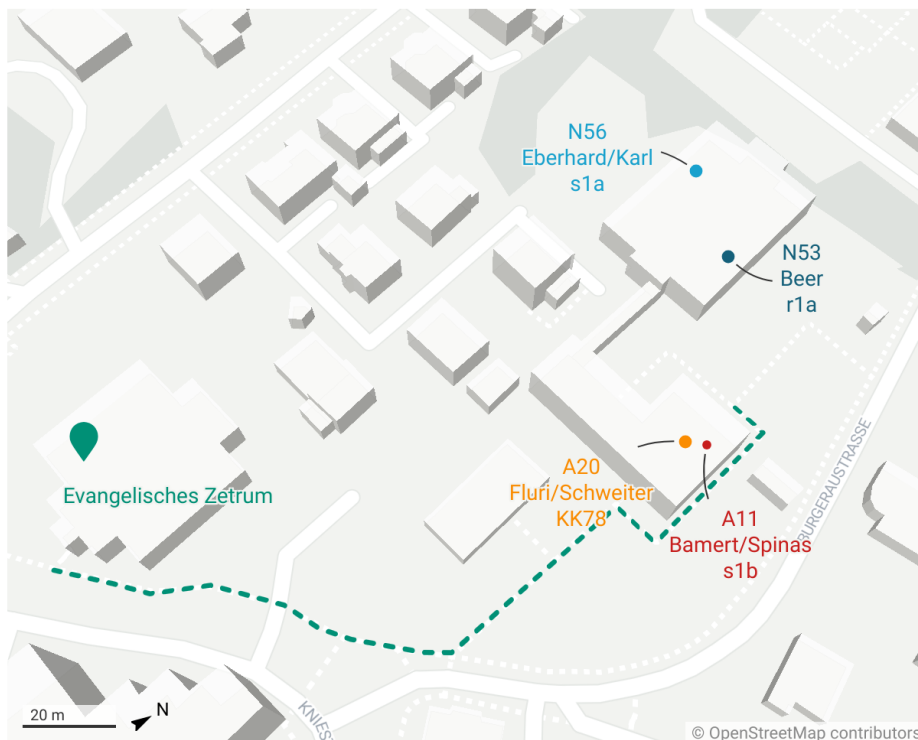 N56
Eberhard/Karl
s1a
N53
Beer
r1a
BURGERAUSTRASSE
Evangelisches Zetrum
A20
Fluri/Schweiter
KK78
A11
Bamert/Spinas
s1b
KNIEST
20 m
N
© OpenStreetMap contributors